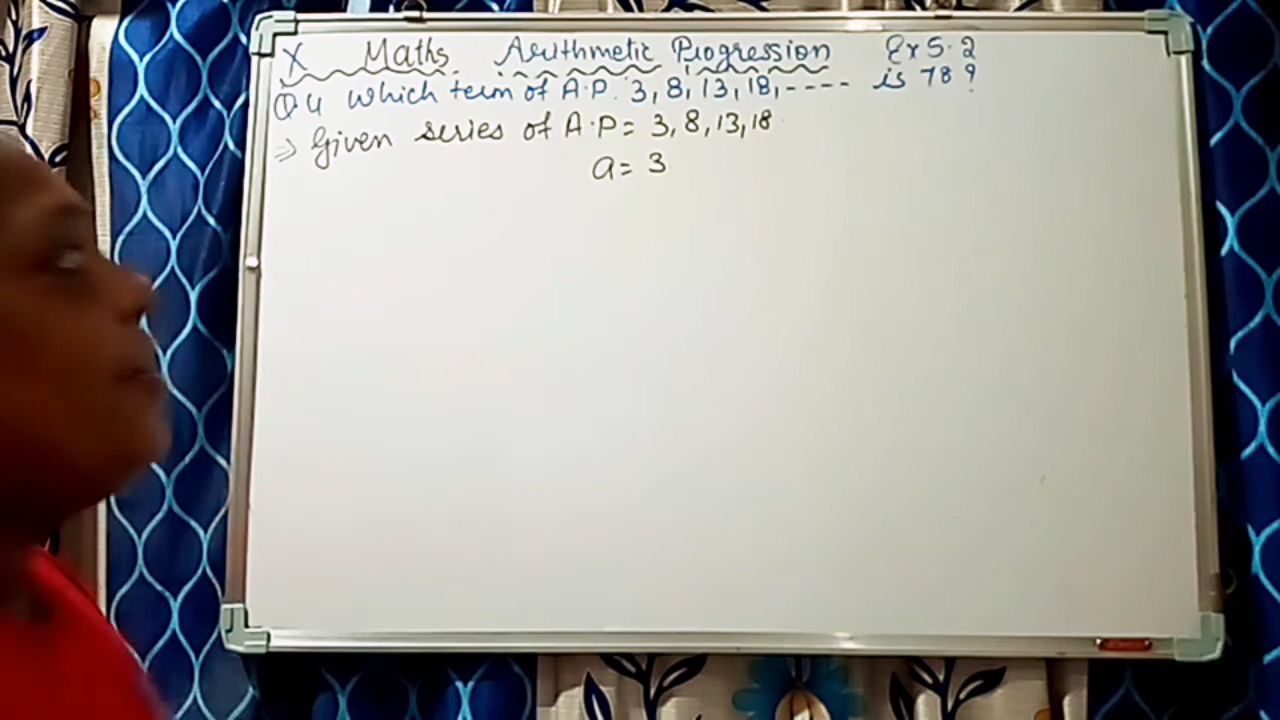 X Maths Arithmetic Progression Ex 5.2
Q 4 Which term of A.P. 3, 8, 13, 18, ---- is 78 ?
⇒ Given series of A.P = 3, 8, 13, 18
a = 3